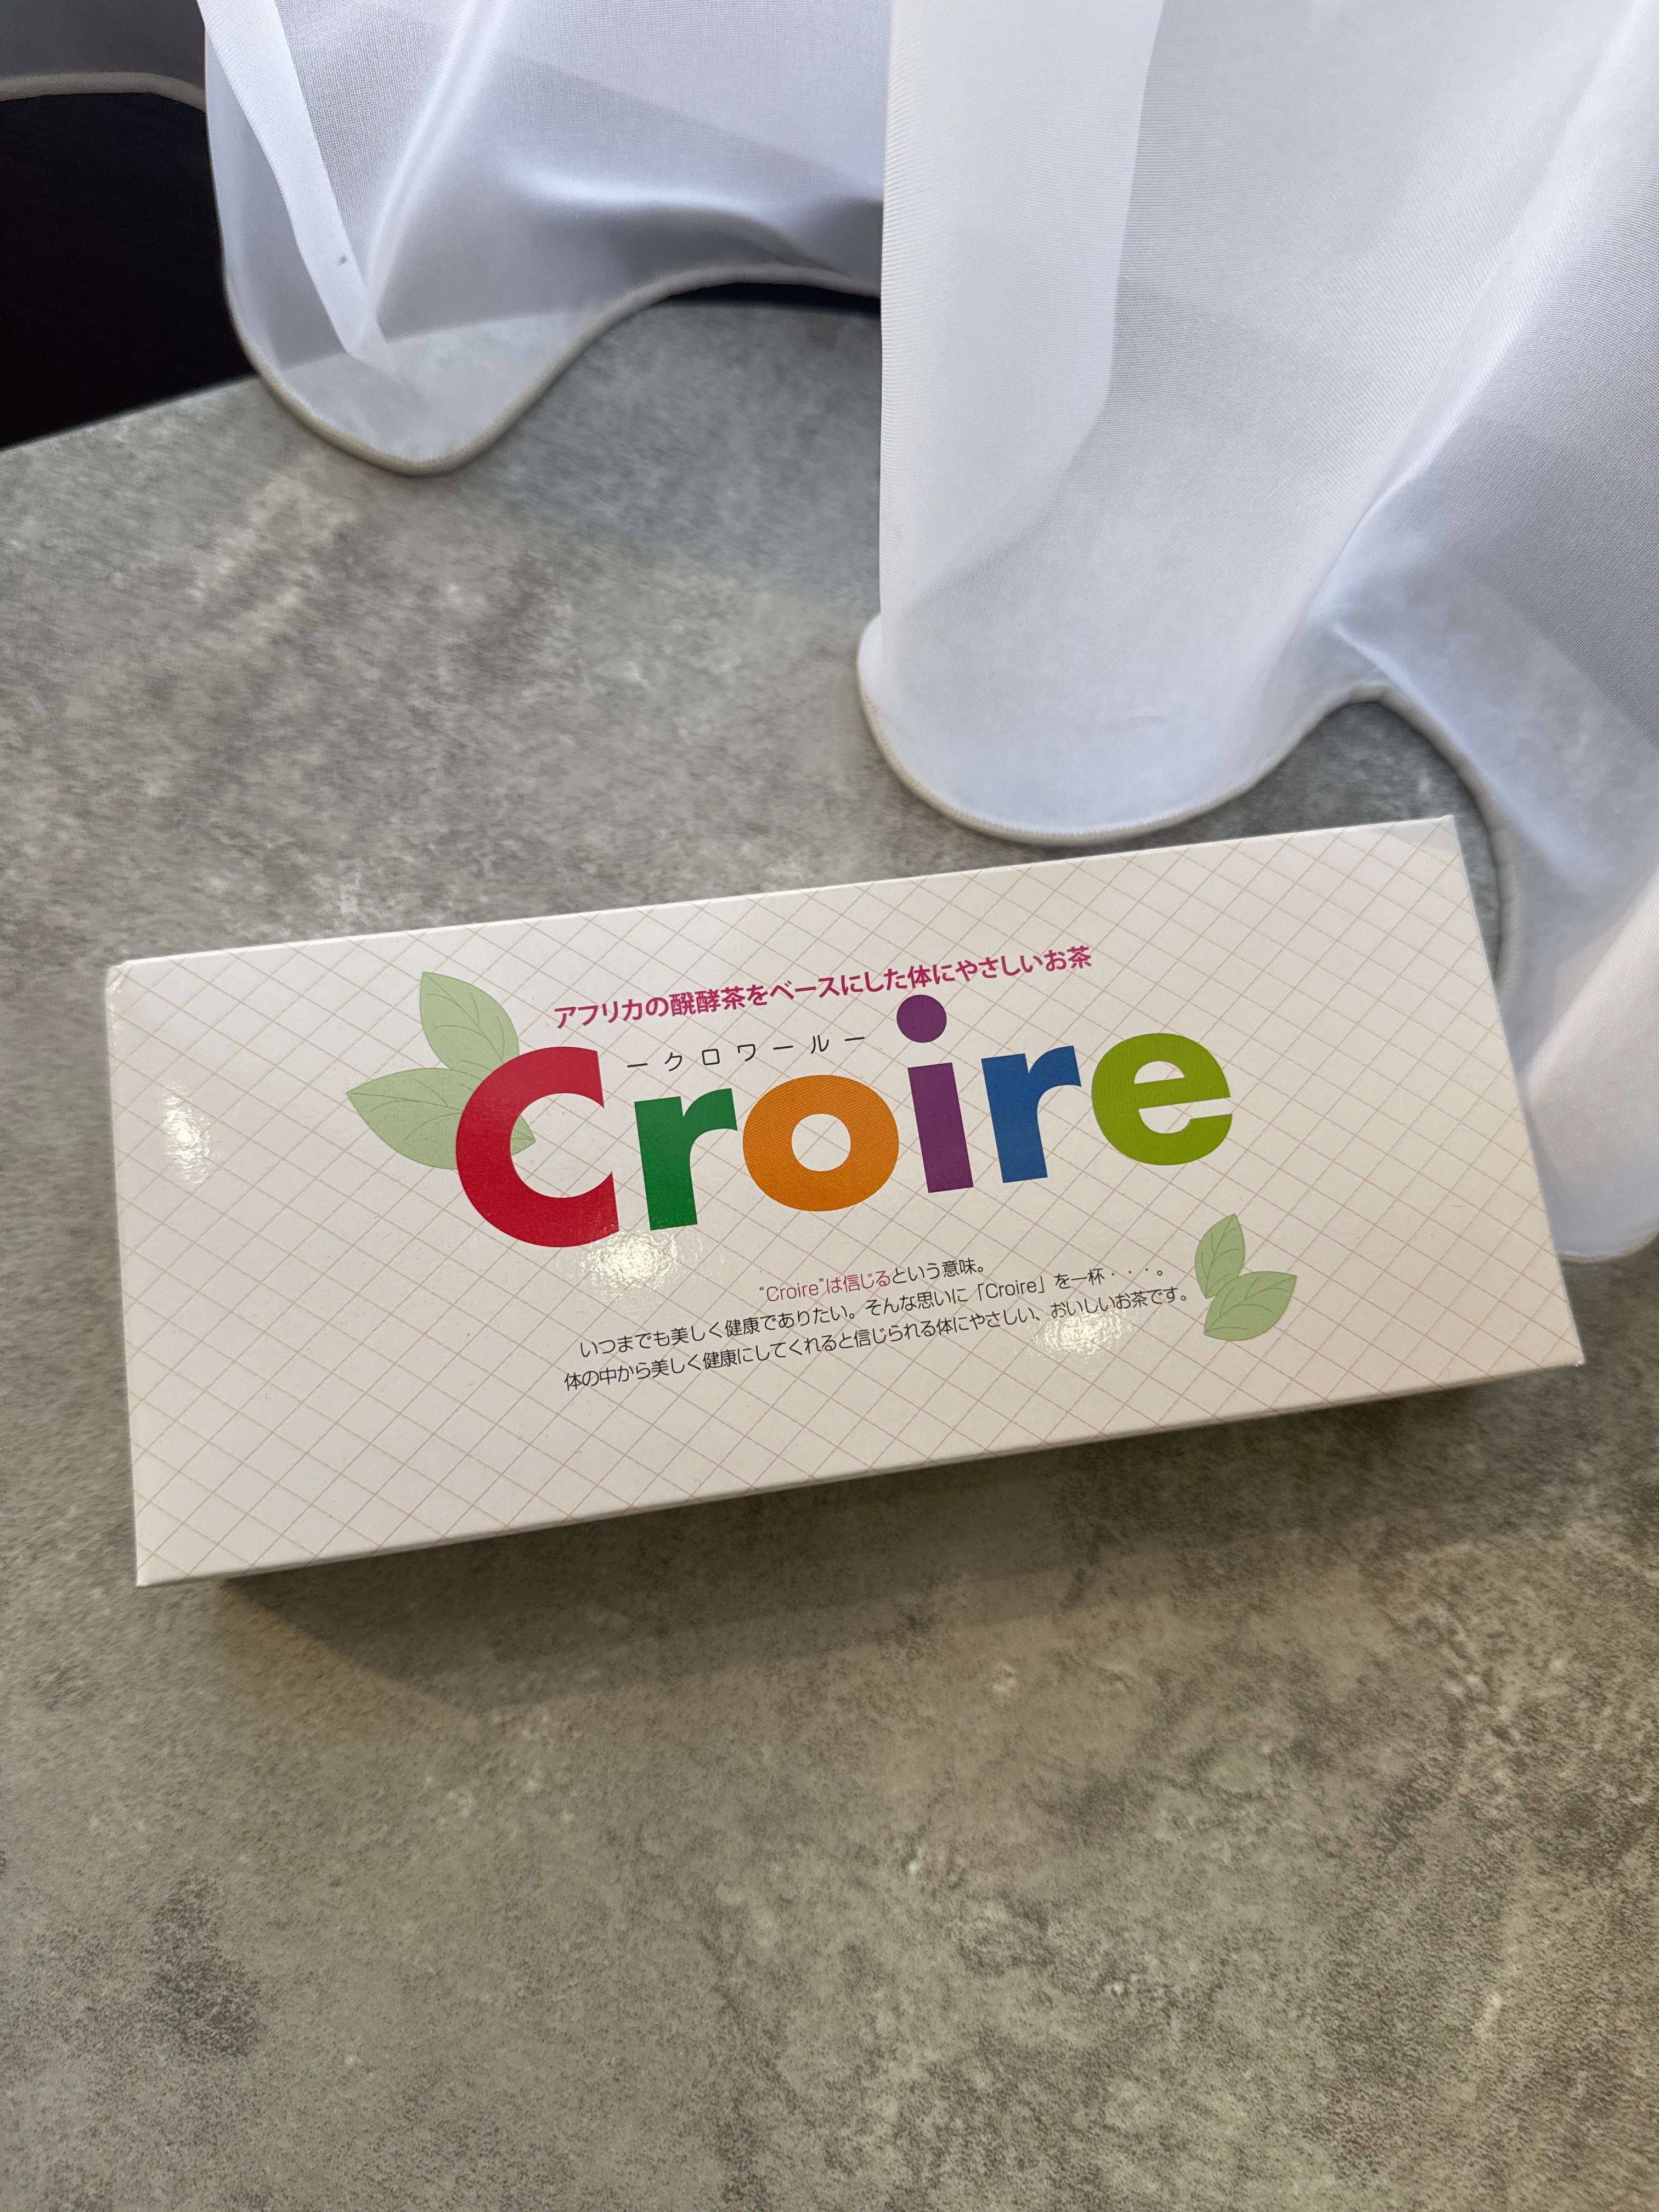 アフリカの醗酵茶をベースにした体にやさしいお茶
ークロワールー
Croire
“Croire”は信じるという意味。
いつまでも美しく健康でありたい。そんな思いに「Croire」を一杯・・・。
体の中から美しく健康にしてくれると信じられる体にやさしい、おいしいお茶です。